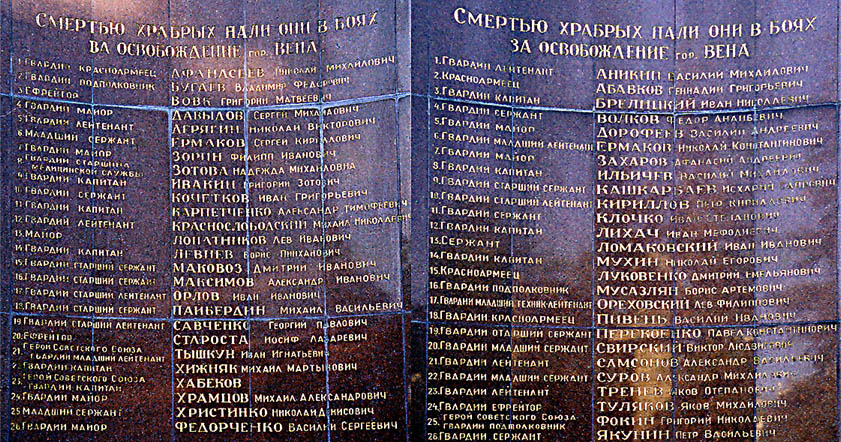 Смертью храбрых пали они в боях
за освобождение гор. Вена
1. Гвардии красноармеец Афанасьев Николай Михайлович
2. Гвардии подполковник Бугаев Владимир Федорович
3. Ефрейтор Вовк Григорий Матвеевич
4. Гвардии майор Давыдов Сергей Михайлович
5. Гвардии лейтенант Дерягин Николай Викторович
6. Младший сержант Ермаков Сергей Кириллович
7. Гвардии майор Зорин Филипп Иванович
8. Гвардии старшина медицинской службы Зотова Надежда Михайловна
9. Гвардии капитан Ивакин Григорий Зотович
10. Гвардии сержант Кочетков Иван Григорьевич
11. Гвардии капитан Карпетченко Александр Тимофеевич
12. Гвардии лейтенант Краснослободский Михаил Николаевич
13. Майор Лопатников Лев Иванович
14. Гвардии капитан Левлев Борис
15. Гвардии старший сержант Маковоз Дмитрий Иванович
16. Гвардии старший сержант Максимов Александр Иванович
17. Гвардии старший лейтенант Орлов Иван Иванович
18. Гвардии старший сержант Пайбердин Михаил Васильевич
19. Гвардии старший лейтенант Савченко Георгий Павлович
20. Ефрейтор Староста Иосиф Лазаревич
21. Герой Советского Союза гвардии младший лейтенант Тышкун Иван Игнатьевич
22. Гвардии капитан Хижняк Михаил Мартынович
23. Герой Советского Союза гвардии капитан Хабеков
24. Гвардии майор Храмцов Михаил Александрович
25. Младший сержант Христинко Николай Денисович
26. Гвардии майор Федорченко Василий Сергеевич
Смертью храбрых пали они в боях
за освобождение гор. Вена
1. Гвардии лейтенант Аникин Василий Михайлович
2. Красноармеец Абавков Геннадий Григорьевич
3. Гвардии капитан Брелицкий Иван Николаевич
4. Гвардии сержант Волков Федор
5. Гвардии майор Дорофеев Василий Андреевич
6. Гвардии младший лейтенант Ермаков Николай Константинович
7. Гвардии майор Захаров Афанасий Андреевич
8. Гвардии капитан Ильичев Василий Михайлович
9. Гвардии старший сержант Кашкарбаев
10. Гвардии старший лейтенант Кириллов Петр Кириллович
11. Гвардии сержант Клочко Иван Степанович
12. Гвардии капитан Лихач Иван Мефодиевич
13. Сержант Ломаковский Иван Иванович
14. Гвардии капитан Мухин Николай Егорович
15. Красноармеец Луковенко Дмитрий Емельянович
16. Гвардии подполковник Мусазлян Борис Артемович
17. Гвардии младший техник-лейтенант Ореховский Лев Филиппович
18. Гвардии красноармеец Пивень Василий Иванович
19. Гвардии старший сержант Перекоенко Павел Константинович
20. Гвардии младший сержант Свирский Виктор Людвигович
21. Гвардии лейтенант Самсонов Александр Васильевич
22. Гвардии младший сержант Суров Александр Михайлович
23. Гвардии лейтенант Тренев Яков Степанович
24. Гвардии ефрейтор Туляков Яков Михайлович
25. Герой Советского Союза гвардии подполковник Фокин Григорий Николаевич
26. Гвардии сержант Якунин Петр Васильевич